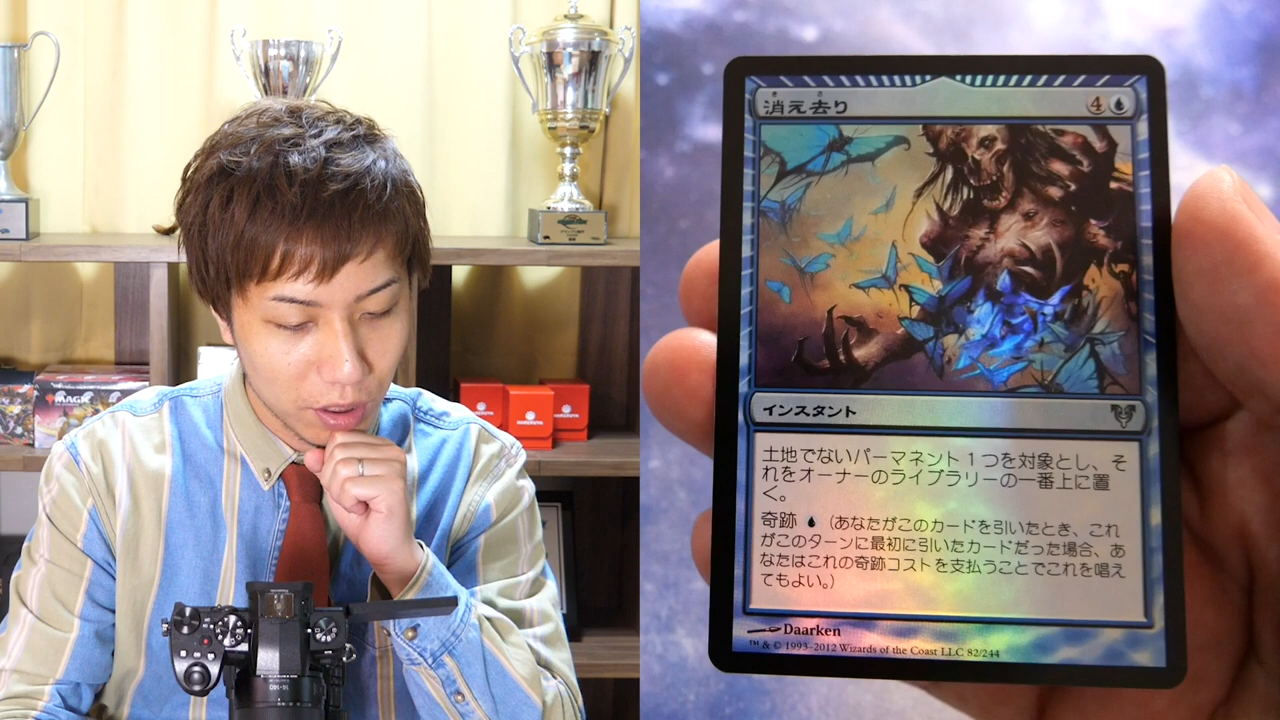 MAGIC
HARERUYA
HARERUYA
14-140
消え去り
きさ
4
インスタント
土地でないパーマネント1つを対象とし、そ
れをオーナーのライブラリーの一番上に置
く。
奇跡 (あなたがこのカードを引いたとき、これ
がこのターンに最初に引いたカードだった場合、あ
なたはこれの奇跡コストを支払うことでこれを唱え
てもよい。)
Daarken
™ & © 1993-2012 Wizards of the Coast LLC 82/244